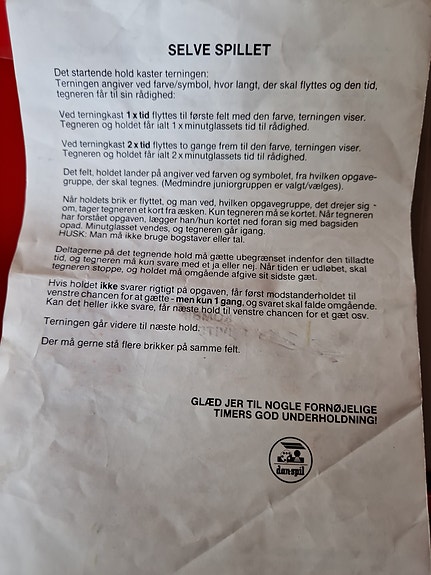 SELVE SPILLET
Det startende hold kaster terningen:
Terningen angiver ved farve/symbol, hvor langt, der skal flyttes og den tid,
tegneren får til sin rådighed:
Ved terningkast 1 x tid flyttes til første felt med den farve, terningen viser.
Tegneren og holdet får ialt 1 x minutglassets tid til rådighed.
Ved terningkast 2 x tid flyttes to gange frem til den farve, terningen viser.
Tegneren og holdet får ialt 2 x minutglassets tid til rådighed.
Det felt, holdet lander på angiver ved farven og symbolet, fra hvilken opgave-
gruppe, der skal tegnes. (Medmindre juniorgruppen er valgt/vælges).
Når holdets brik er flyttet, og man ved, hvilken opgavegruppe, det drejer sig
om, tager tegneren et kort fra æsken. Kun tegneren må se kortet. Når tegneren
har forstået opgaven, lægger han/hun kortet ned foran sig med bagsiden
opad. Minutglasset vendes, og tegneren går igang.
HUSK: Man må ikke bruge bogstaver eller tal.
Deltagerne på det tegnende hold må gætte ubegrænset indenfor den tilladte
tid, og tegneren må kun svare med et ja eller nej. Når tiden er udløbet, skal
tegneren stoppe, og holdet må omgående afgive sit sidste gæt.
Hvis holdet ikke svarer rigtigt på opgaven, får først modstanderholdet til
venstre chancen for at gætte - men kun 1 gang, og svaret skal falde omgående.
Kan det heller ikke svare, får næste hold til venstre chancen for et gæt osv.
Terningen går videre til næste hold.
Der må gerne stå flere brikker på samme felt.
GLÆD JER TIL NOGLE FORNØJELIGE
TIMERS GOD UNDERHOLDNING!
dan-spil